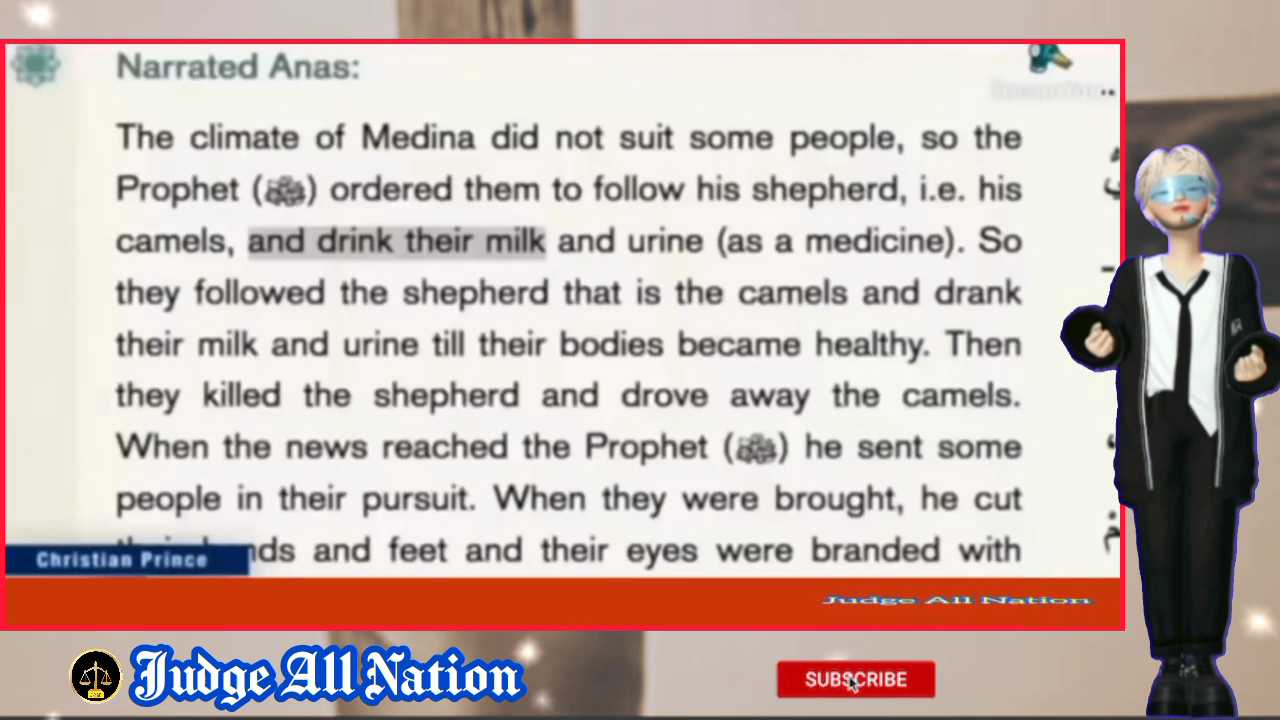 Narrated Anas:
The climate of Medina did not suit some people, so the
Prophet (ﷺ) ordered them to follow his shepherd, i.e. his
camels, and drink their milk and urine (as a medicine). So
they followed the shepherd that is the camels and drank
their milk and urine till their bodies became healthy. Then
they killed the shepherd and drove away the camels.
When the news reached the Prophet (ﷺ) he sent some
people in their pursuit. When they were brought, he cut
and feet and their eyes were branded with
Christian Prince
Judge All Nation
Judge All Nation
SUBSCRIBE